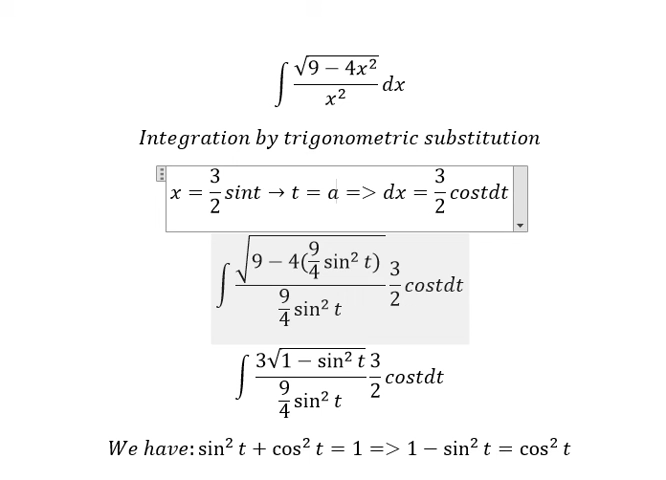 ∫ √(9 − 4x²) / x² dx
Integration by trigonometric substitution
x = 3/2 sint → t = a => dx = 3/2 costdt
∫ √(9 − 4(9/4 sin² t)) / (9/4 sin² t) 3/2 costdt
∫ 3√(1 − sin² t) / (9/4 sin² t) 3/2 costdt
We have: sin² t + cos² t = 1 => 1 − sin² t = cos² t